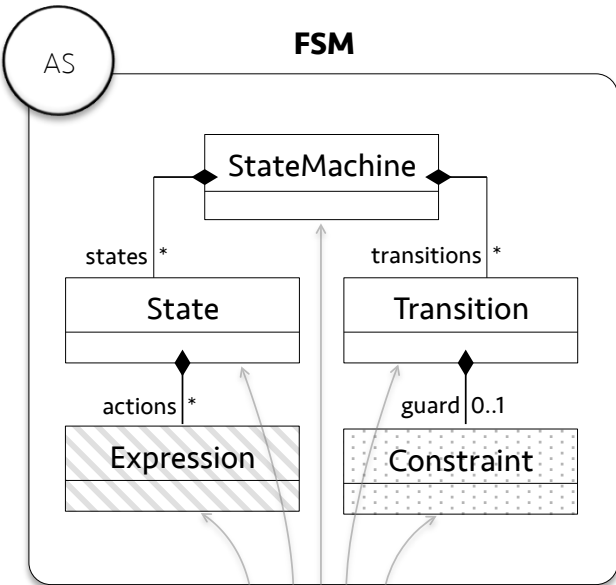 FSM
AS
StateMachine
states *
transitions *
State
Transition
actions *
guard 0..1
Expression
Constraint